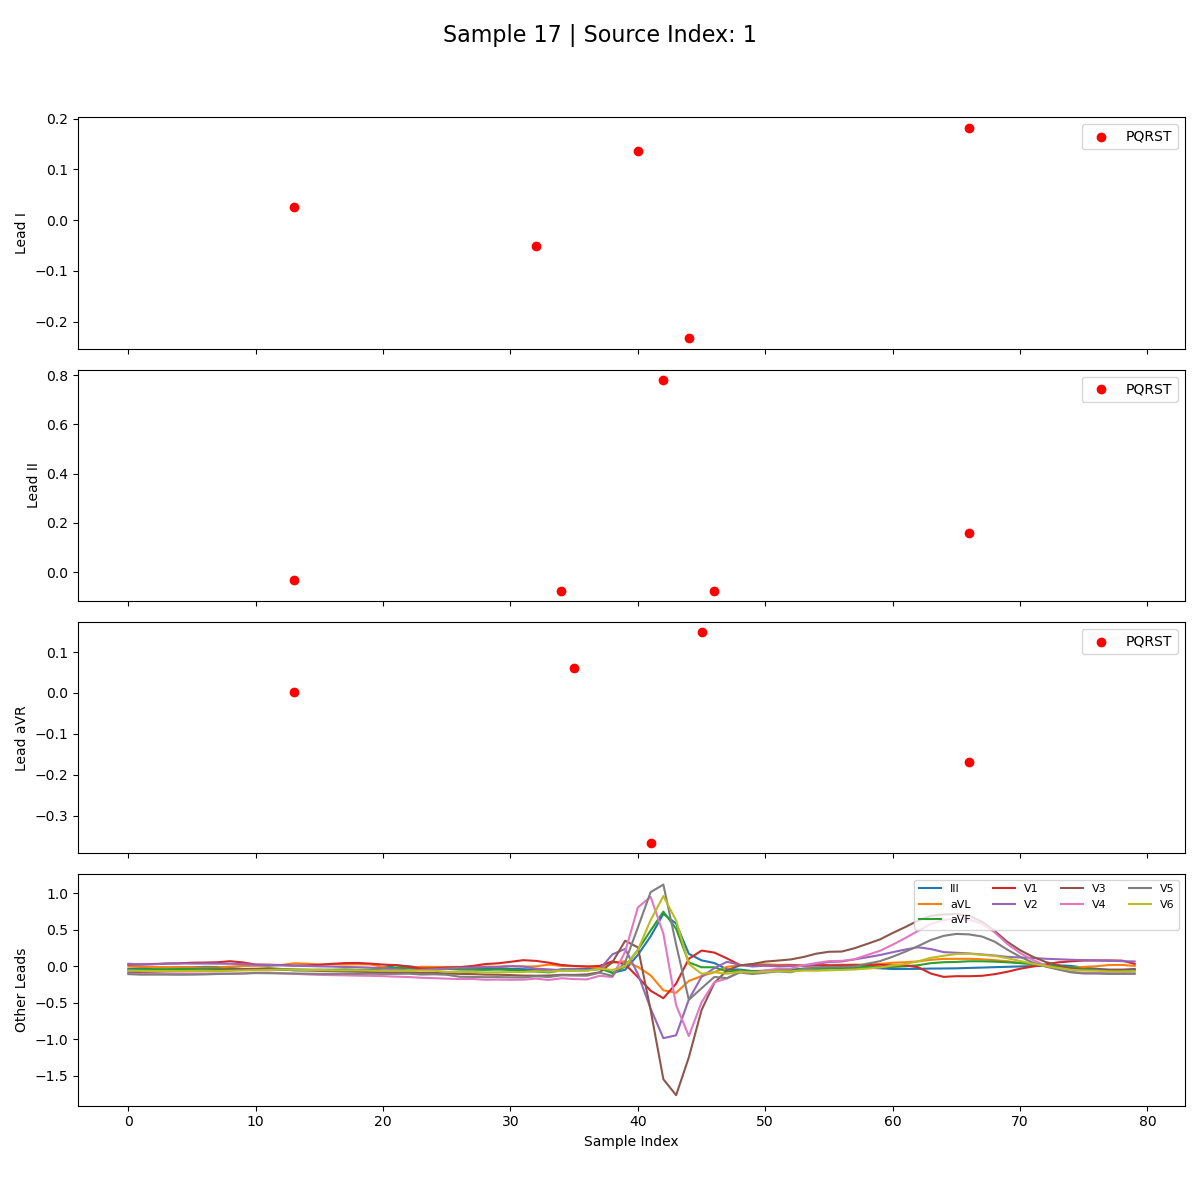 Sample 17 | Source Index: 1
0.2
0.1
0.0
−0.1
−0.2
Lead I
PQRST
0.8
0.6
0.4
0.2
0.0
Lead II
PQRST
0.1
0.0
−0.1
−0.2
−0.3
Lead aVR
PQRST
1.0
0.5
0.0
−0.5
−1.0
−1.5
Other Leads
III V1 V3 V5
aVL V2 V4 V6
aVF
0 10 20 30 40 50 60 70 80
Sample Index